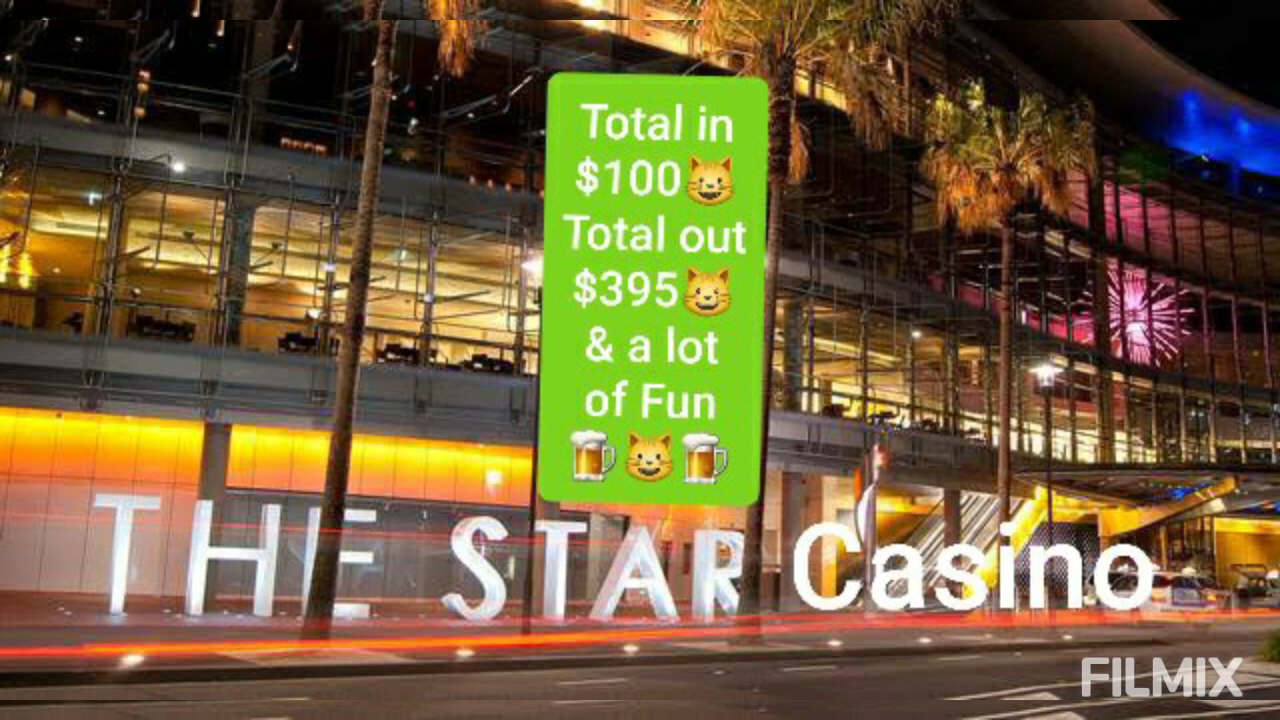 Total in
$100😺
Total out
$395😺
& a lot
of Fun
🍺😺🍺
THE STAR Casino
FILMIX